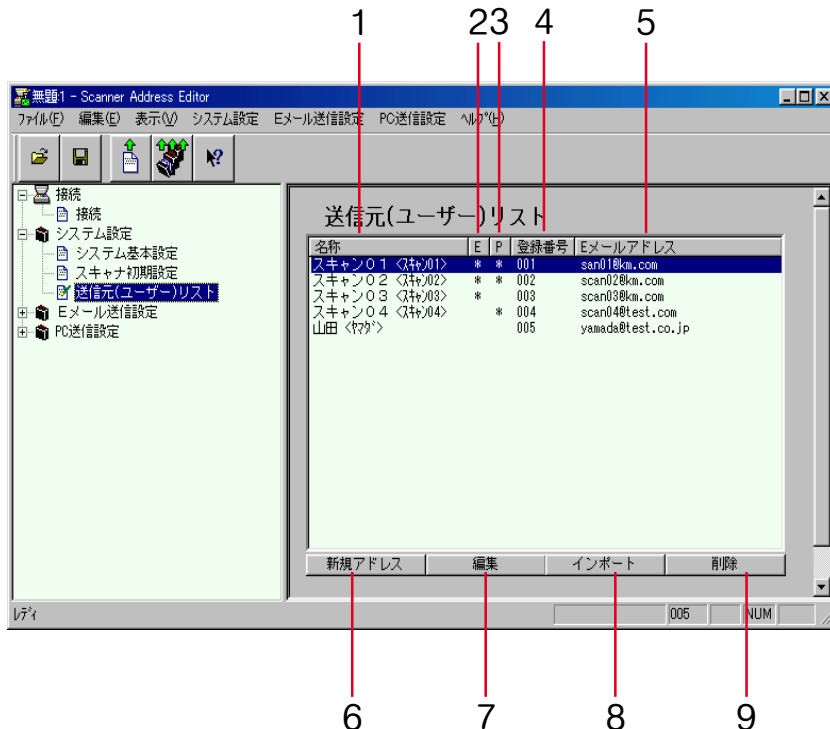 1 2 3 4 5
無題1 - Scanner Address Editor
ﾌｧｲﾙ(F) 編集(E) 表示(V) システム設定 Eメール送信設定 PC送信設定 ﾍﾙﾌﾟ(H)
接続
接続
システム設定
システム基本設定
スキャナ初期設定
送信元(ユーザー)リスト
Eメール送信設定
PC送信設定
送信元(ユーザー)リスト
名称 E P 登録番号 Eメールアドレス
スキャン０１ <ｽｷｬﾝ01> * * 001 san01@km.com
スキャン０２ <ｽｷｬﾝ02> * * 002 scan02@km.com
スキャン０３ <ｽｷｬﾝ03> * 003 scan03@km.com
スキャン０４ <ｽｷｬﾝ04> * 004 scan04@test.com
山田 <ﾔﾏﾀﾞ> 005 yamada@test.co.jp
新規アドレス 編集 インポート 削除
ﾚﾃﾞｨ 005 NUM
6 7 8 9